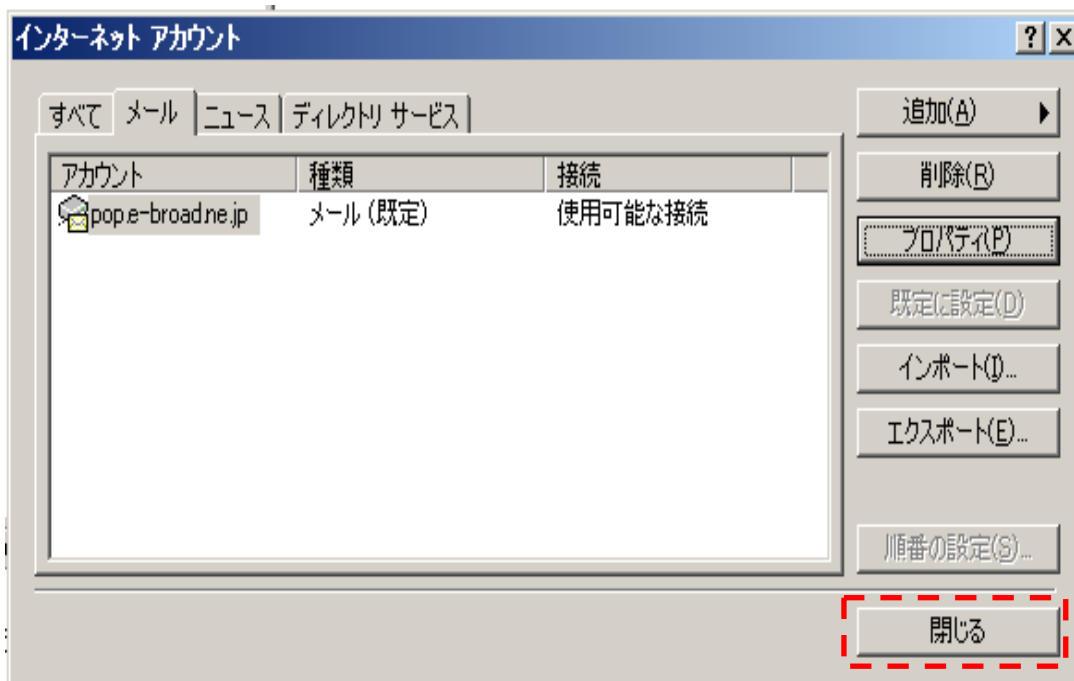 インターネット アカウント
すべて メール ニュース ディレクトリ サービス
アカウント 種類 接続
pop.e-broad.ne.jp メール (既定) 使用可能な接続
追加(A)
削除(R)
プロパティ(P)
既定に設定(D)
インポート(I)...
エクスポート(E)...
順番の設定(S)...
閉じる